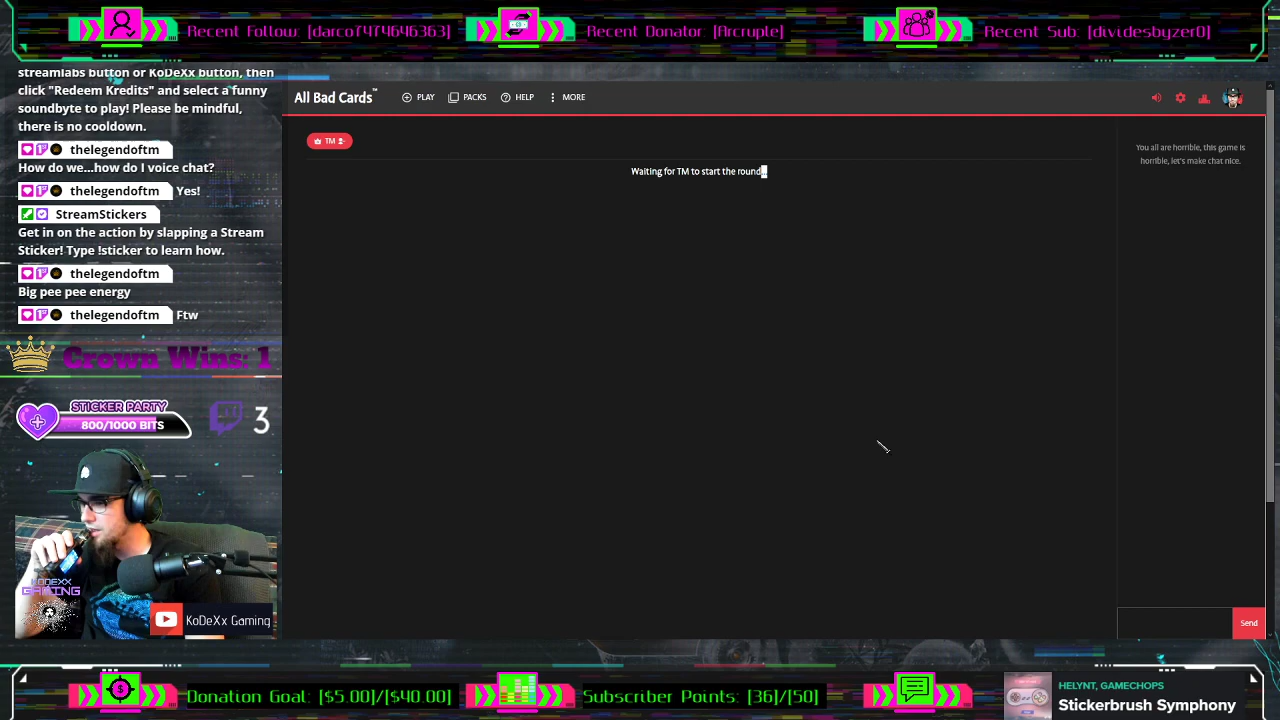 Recent Follow: [darco7474646363]
Recent Donator: [Arcruple]
Recent Sub: [dividesbyzer0]
streamlabs button or KoDeXx button, then
click "Redeem Kredits" and select a funny
soundbyte to play! Please be mindful,
there is no cooldown.
thelegendoftm
How do we...how do I voice chat?
thelegendoftm Yes!
StreamStickers
Get in on the action by slapping a Stream
Sticker! Type !sticker to learn how.
thelegendoftm
Big pee pee energy
thelegendoftm Ftw
Crown Wins: 1
STICKER PARTY
800/1000 BITS
3
KODEXX
GAMING
KoDeXx Gaming
All Bad Cards™
PLAY
PACKS
HELP
MORE
TM
Waiting for TM to start the round...
You all are horrible, this game is
horrible, let's make chat nice.
Send
Donation Goal: [$5.00]/[$40.00]
Subscriber Points: [36]/[50]
HELYNT, GAMECHOPS
Stickerbrush Symphony